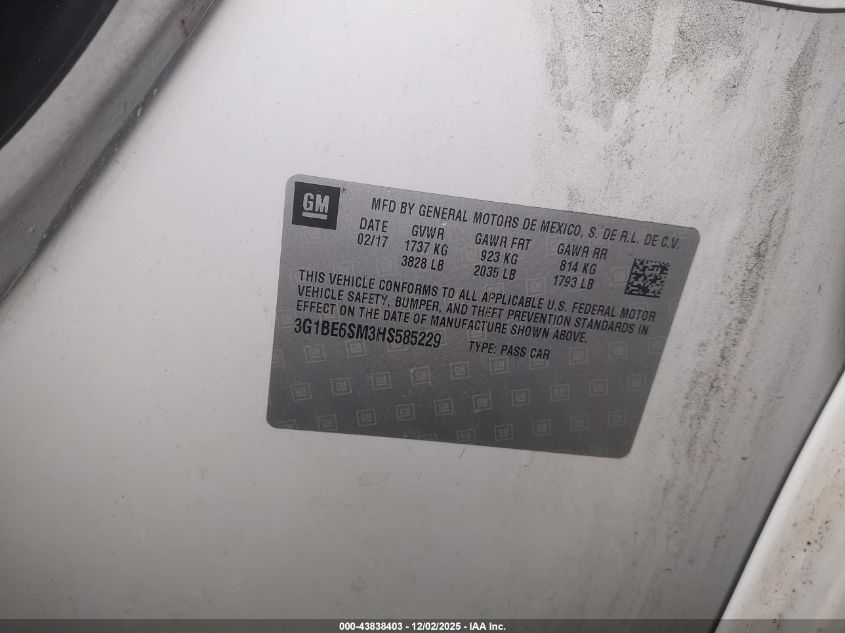 GM
MFD BY GENERAL MOTORS DE MEXICO, S. DE R.L. DE C.V.
DATE GVWR GAWR FRT GAWR RR
02/17 1737 KG 923 KG 814 KG
3828 LB 2035 LB 1793 LB
THIS VEHICLE CONFORMS TO ALL APPLICABLE U.S. FEDERAL MOTOR
VEHICLE SAFETY, BUMPER, AND THEFT PREVENTION STANDARDS IN
EFFECT ON THE DATE OF MANUFACTURE SHOWN ABOVE.
3G1BE6SM3HS585229 TYPE: PASS CAR
000-43838403 - 12/02/2025 - IAA Inc.